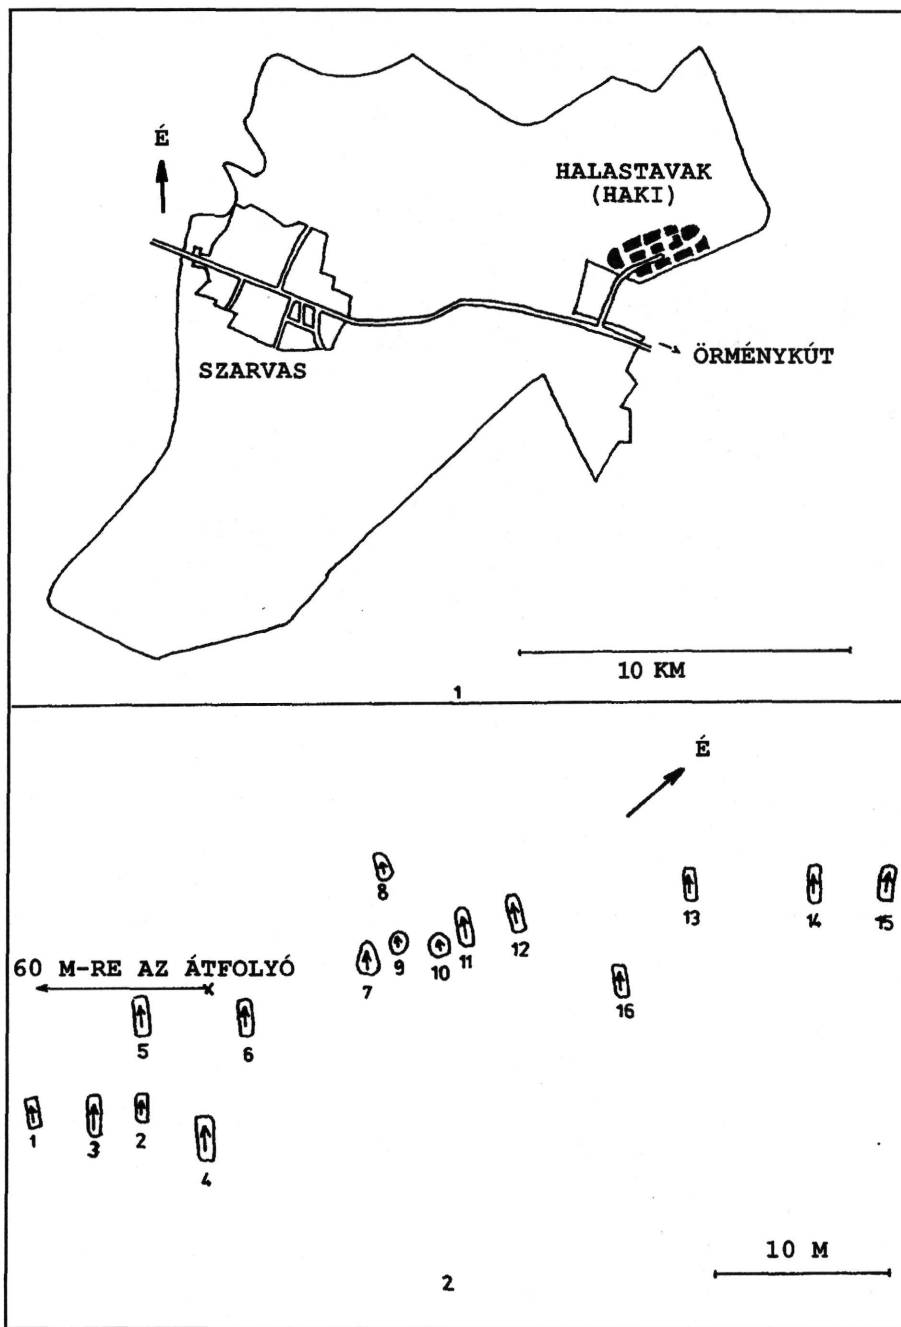 É
HALASTAVAK
(HAKI)
ÖRMÉNYKÚT
SZARVAS
10 KM
1
É
8
13
14
15
7
9
10
11
12
60 M-RE AZ ÁTFOLYÓ
16
5
6
1
3
2
4
10 M
2